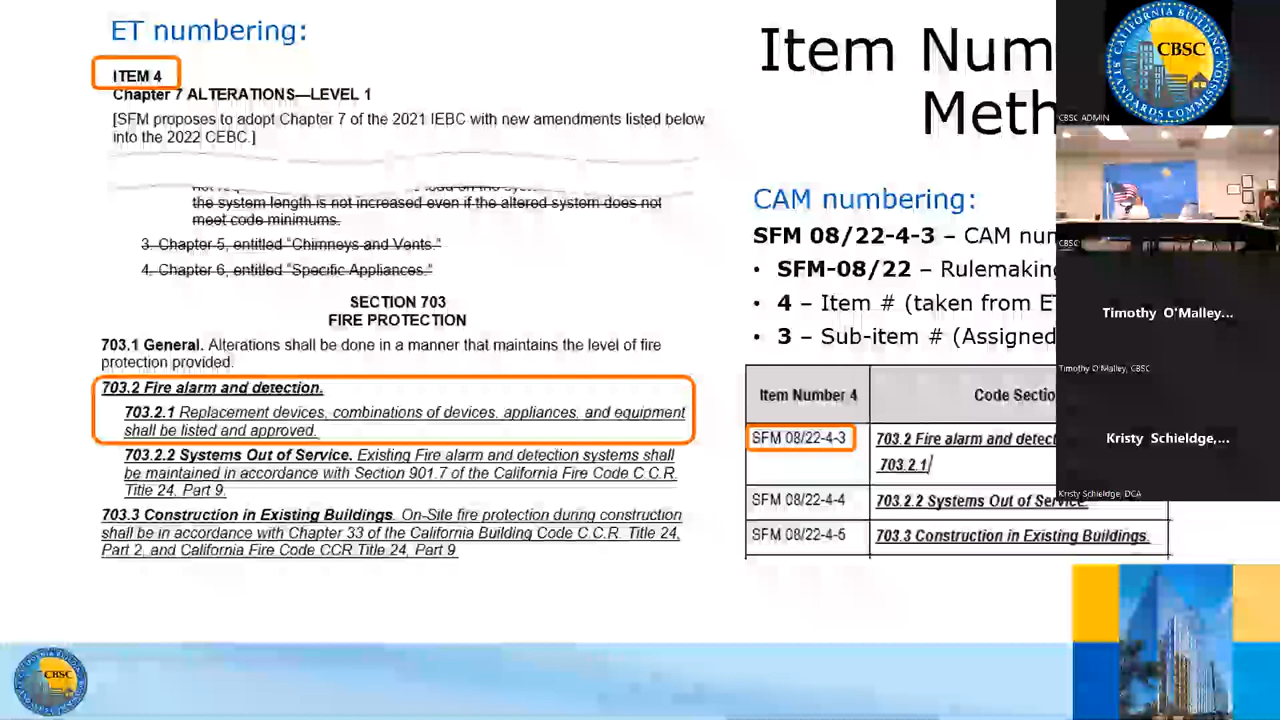 ET numbering:
ITEM 4
Chapter 7 ALTERATIONS—LEVEL 1
[SFM proposes to adopt Chapter 7 of the 2021 IEBC with new amendments listed below
into the 2022 CEBC.]
the system length is not increased even if the altered system does not
meet code minimums.
3. Chapter 5, entitled "Chimneys and Vents."
4. Chapter 6, entitled "Specific Appliances."
SECTION 703
FIRE PROTECTION
703.1 General. Alterations shall be done in a manner that maintains the level of fire
protection provided.
703.2 Fire alarm and detection.
703.2.1 Replacement devices, combinations of devices, appliances, and equipment
shall be listed and approved.
703.2.2 Systems Out of Service. Existing Fire alarm and detection systems shall
be maintained in accordance with Section 901.7 of the California Fire Code C.C.R.
Title 24, Part 9.
703.3 Construction in Existing Buildings. On-Site fire protection during construction
shall be in accordance with Chapter 33 of the California Building Code C.C.R. Title 24,
Part 2, and California Fire Code CCR Title 24, Part 9
Item Num
Meth
CAM numbering:
SFM 08/22-4-3 – CAM num
• SFM-08/22 – Rulemaking
• 4 – Item # (taken from ET
• 3 – Sub-item # (Assigned
Item Number 4
Code Sectio
SFM 08/22-4-3
703.2 Fire alarm and detect
703.2.1/
SFM 08/22-4-4
703.2.2 Systems Out of Service.
SFM 08/22-4-5
703.3 Construction in Existing Buildings.
CALIFORNIA BUILDING STANDARDS COMMISSION
CBSC
CBSC ADMIN
CBSC
Timothy O'Malley...
Timothy O'Malley, CBSC
Kristy Schieldge,...
Kristy Schieldge, DCA
CBSC